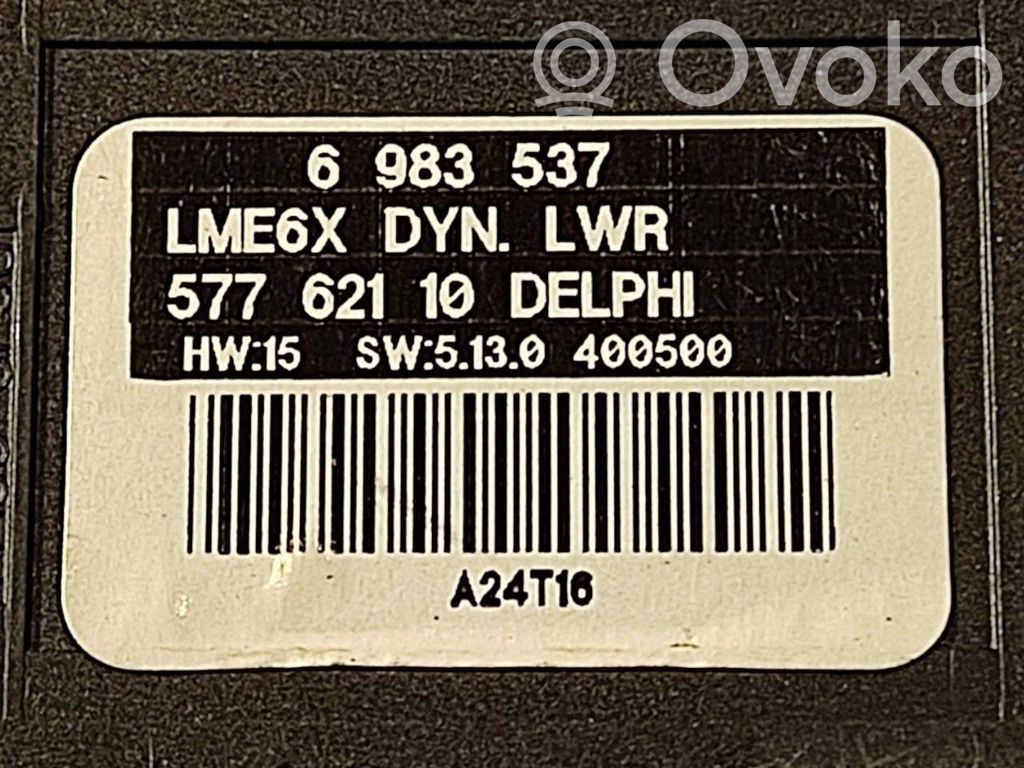 Ovoko
6 983 537
LME6X DYN. LWR
577 621 10 DELPHI
HW:15 SW:5.13.0 400500
A24T16